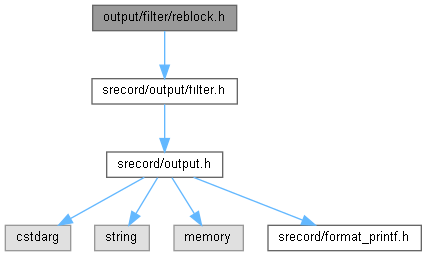 output/filter/reblock.h
srecord/output/filter.h
srecord/output.h
cstdarg
string
memory
srecord/format_printf.h